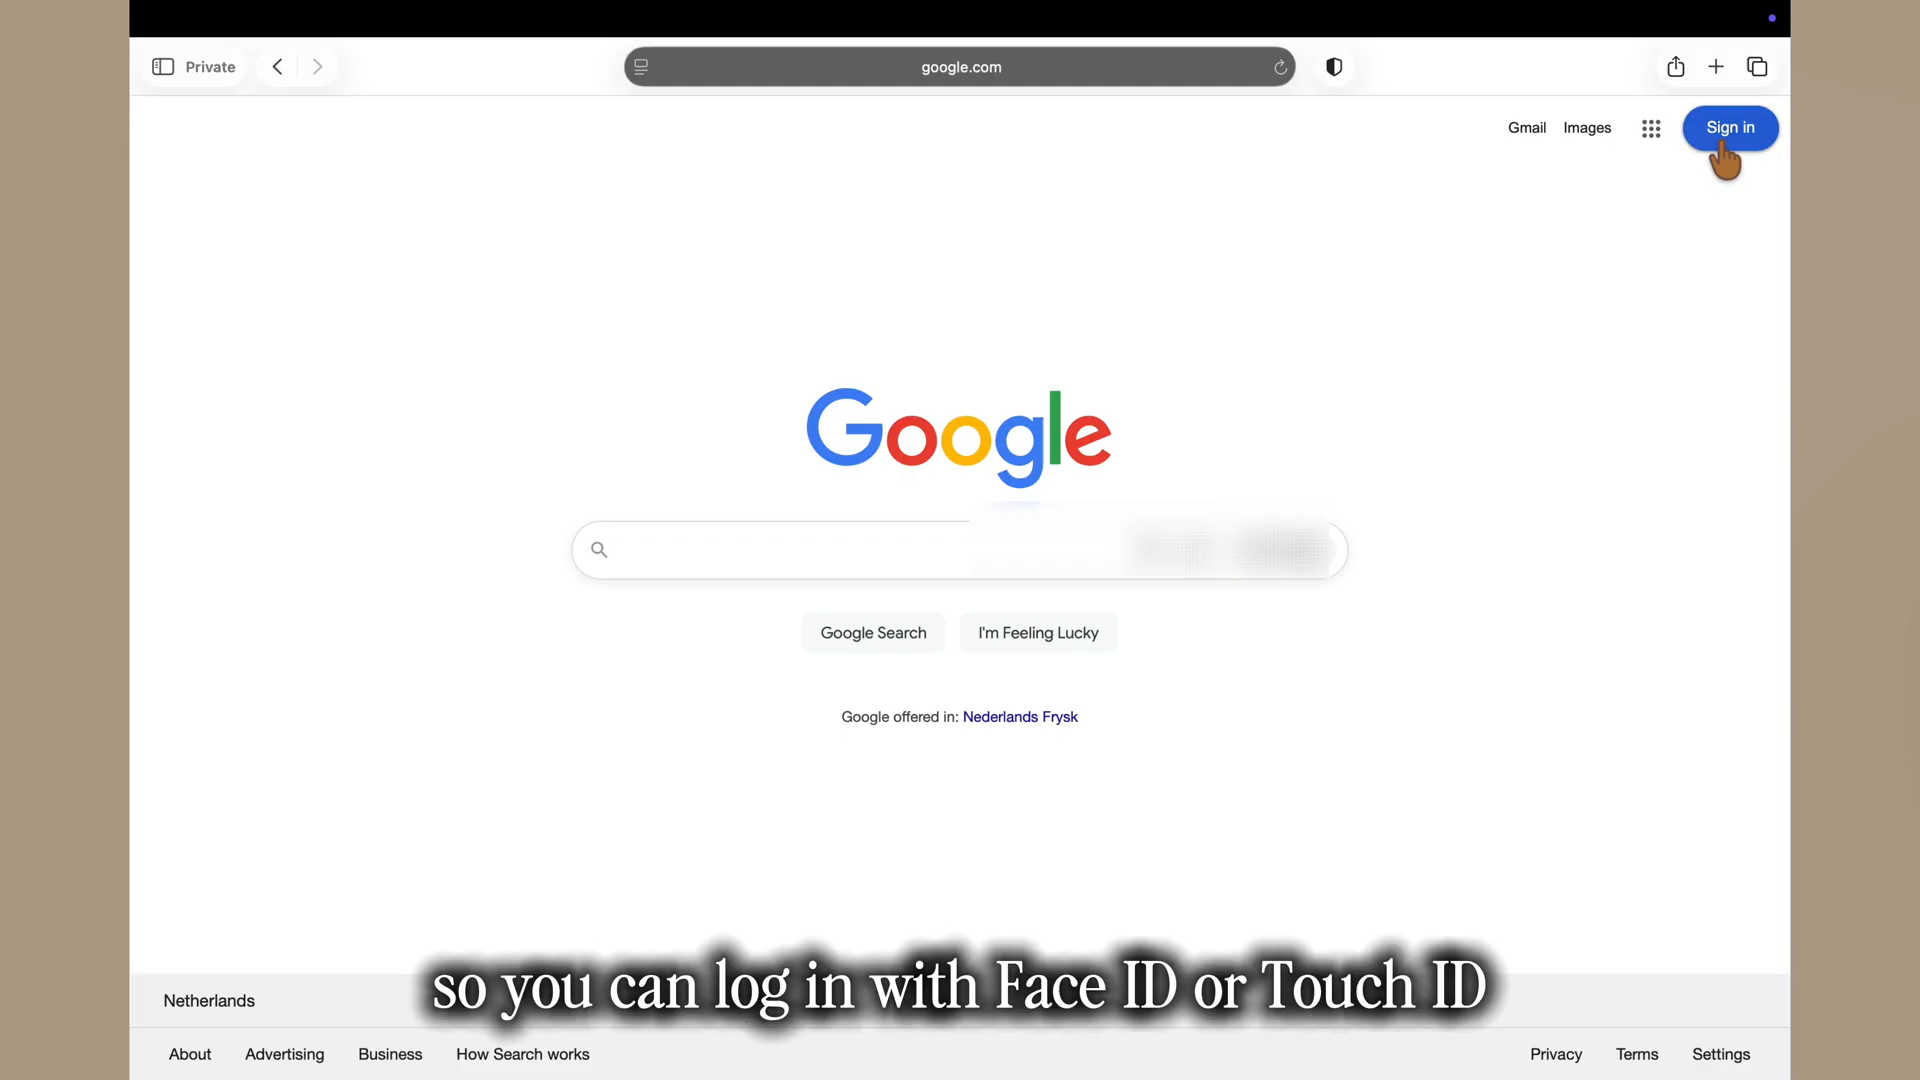 Private
google.com
Gmail Images Sign in
Google
Google Search I'm Feeling Lucky
Google offered in: Nederlands Frysk
so you can log in with Face ID or Touch ID
Netherlands
About Advertising Business How Search works Privacy Terms Settings